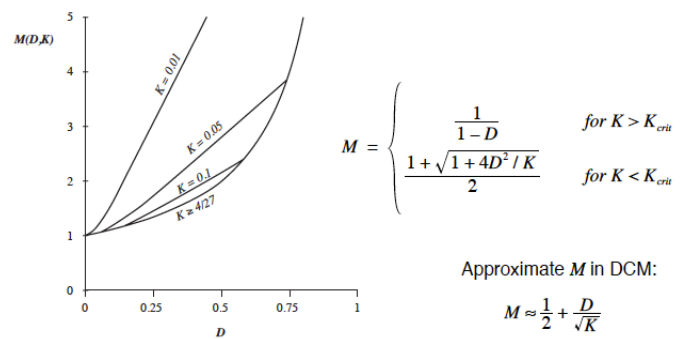 M(D,K)
5
4
3
2
1
0
K = 0.01
K = 0.05
K = 0.1
K ≥ 4/27
0 0.25 0.5 0.75 1
D
M = { 1 / (1 − D) for K > K_crit
(1 + √(1 + 4D² / K)) / 2 for K < K_crit
Approximate M in DCM:
M ≈ 1/2 + D/√K